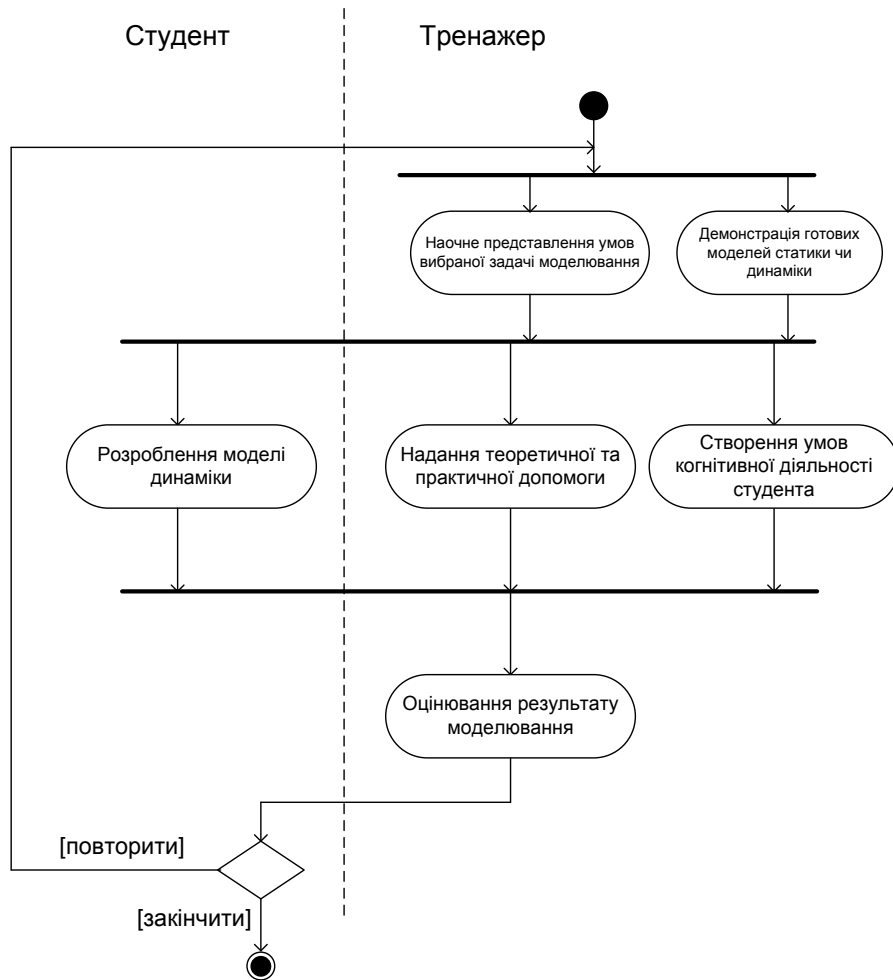 Студент
Тренажер
Наочне представлення умов
вибраної задачі моделювання
Демонстрація готових
моделей статики чи
динаміки
Розроблення моделі
динаміки
Надання теоретичної та
практичної допомоги
Створення умов
когнітивної діяльності
студента
Оцінювання результату
моделювання
[повторити]
[закінчити]